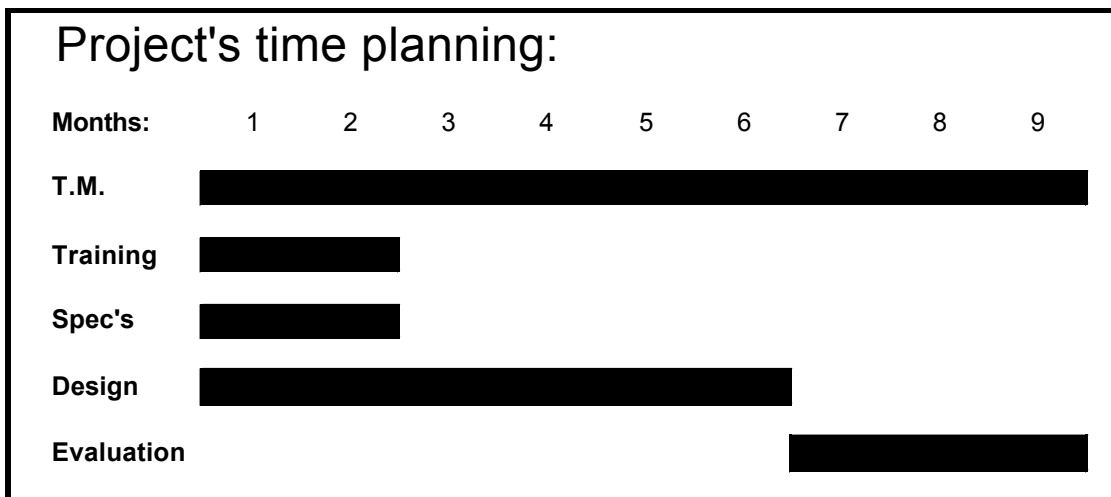 Project's time planning:
Months: 1 2 3 4 5 6 7 8 9
T.M.
Training
Spec's
Design
Evaluation